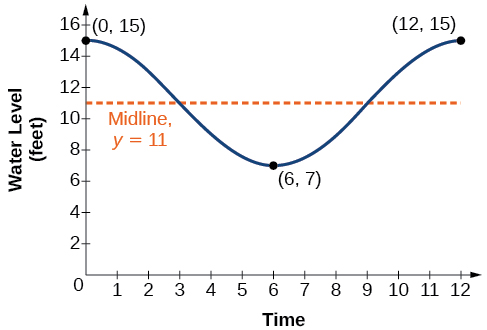 16
14
12
10
8
6
4
2
0
1 2 3 4 5 6 7 8 9 10 11 12
Water Level
(feet)
Time
(0, 15)
(12, 15)
(6, 7)
Midline,
y = 11